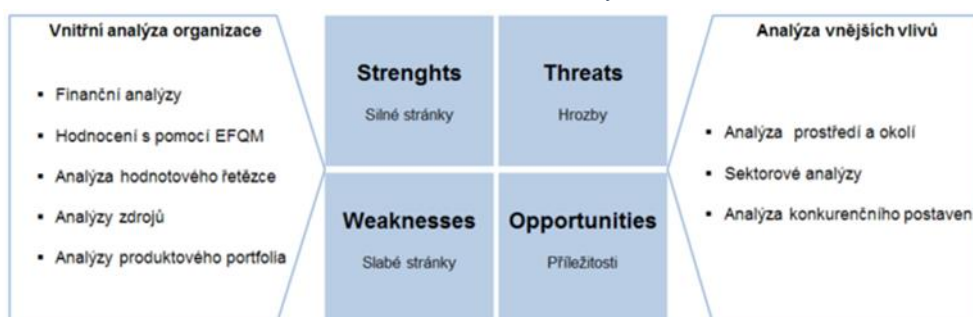 Vnitřní analýza organizace
▪ Finanční analýzy
▪ Hodnocení s pomocí EFQM
▪ Analýza hodnotového řetězce
▪ Analýzy zdrojů
▪ Analýzy produktového portfolia
Strenghts
Silné stránky
Threats
Hrozby
Weaknesses
Slabé stránky
Opportunities
Příležitosti
Analýza vnějších vlivů
▪ Analýza prostředí a okolí
▪ Sektorové analýzy
▪ Analýza konkurenčního postaven